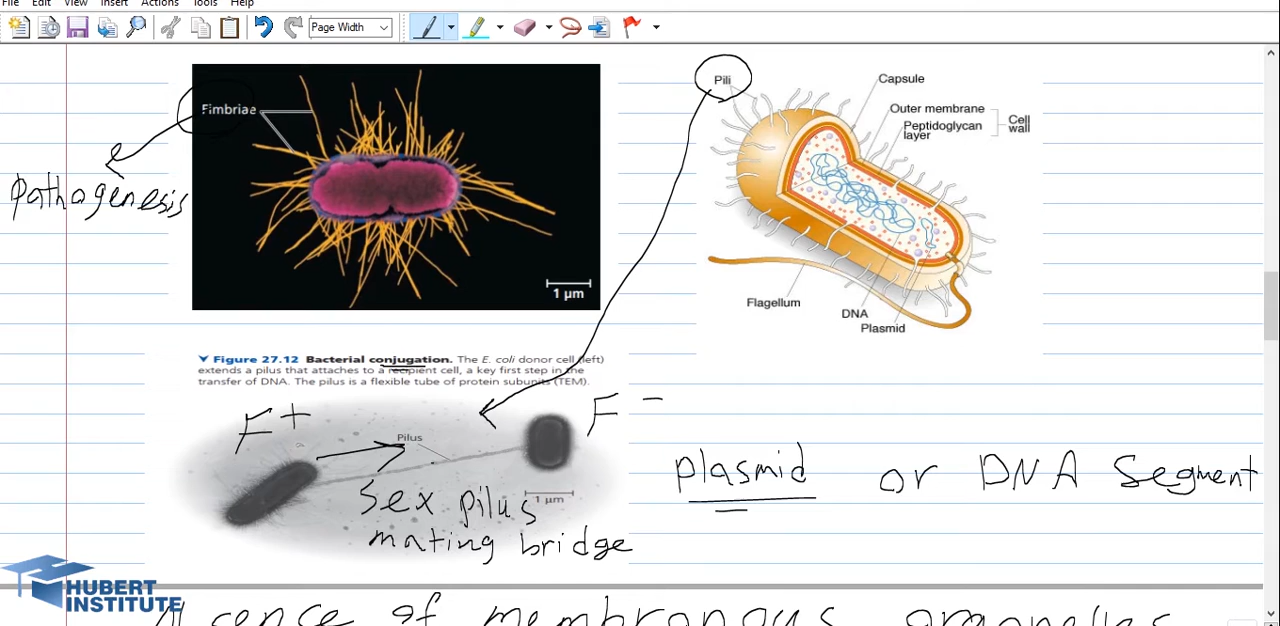 File Edit View Insert Actions Tools Help
Page Width
Fimbriae
Pathogenesis
1 μm
Pili
Capsule
Outer membrane
Peptidoglycan
layer
Cell
wall
Flagellum
DNA
Plasmid
Figure 27.12 Bacterial conjugation. The E. coli donor cell (left)
extends a pilus that attaches to a recipient cell, a key first step in the
transfer of DNA. The pilus is a flexible tube of protein subunits (TEM).
F+
F-
Pilus
Sex pilus
mating bridge
1 μm
plasmid or DNA Segment
HUBERT
INSTITUTE
of membranous organelles